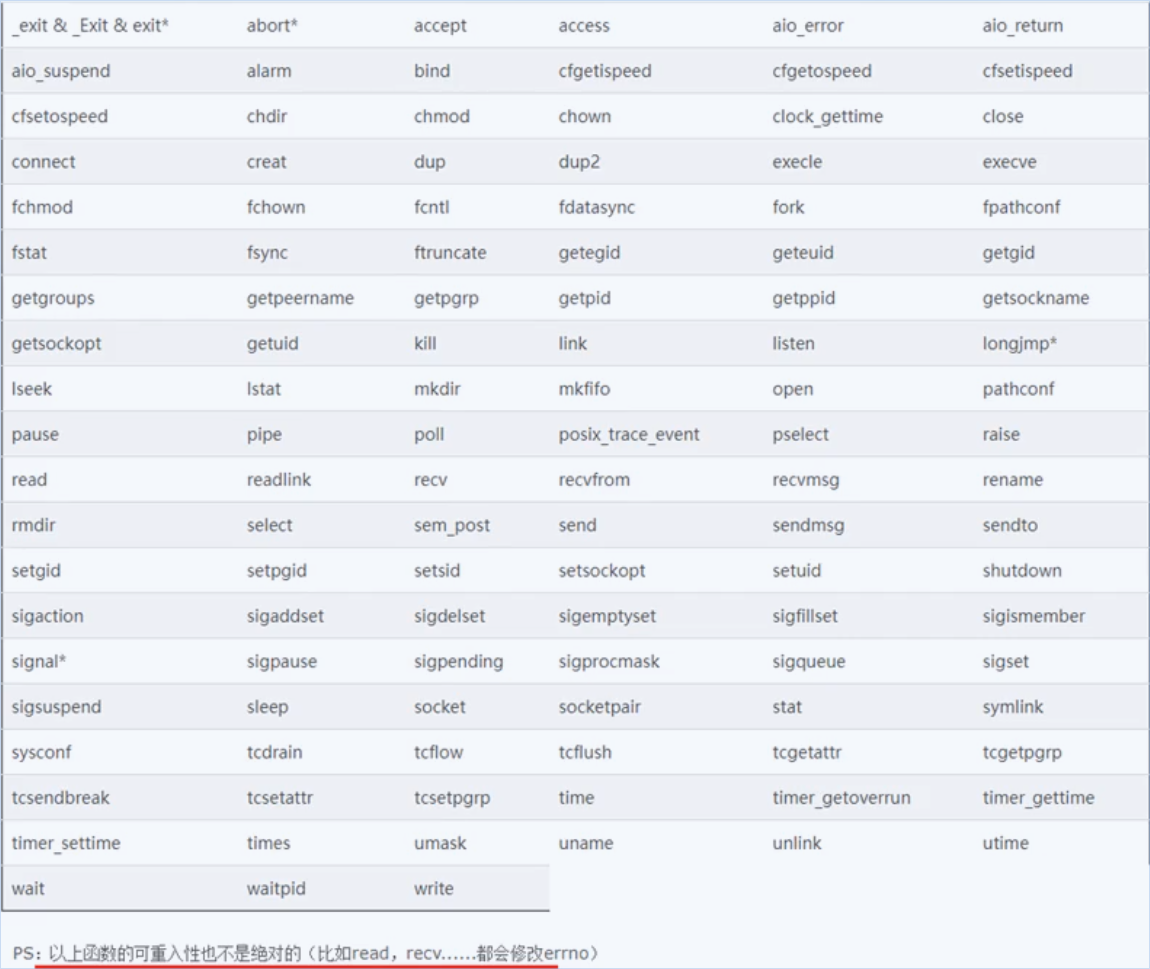 _exit & _Exit & exit* abort* accept access aio_error aio_return
aio_suspend alarm bind cfgetispeed cfgetospeed cfsetispeed
cfsetospeed chdir chmod chown clock_gettime close
connect creat dup dup2 execle execve
fchmod fchown fcntl fdatasync fork fpathconf
fstat fsync ftruncate getegid geteuid getgid
getgroups getpeername getpgrp getpid getppid getsockname
getsockopt getuid kill link listen longjmp*
lseek lstat mkdir mkfifo open pathconf
pause pipe poll posix_trace_event pselect raise
read readlink recv recvfrom recvmsg rename
rmdir select sem_post send sendmsg sendto
setgid setpgid setsid setsockopt setuid shutdown
sigaction sigaddset sigdelset sigemptyset sigfillset sigismember
signal* sigpause sigpending sigprocmask sigqueue sigset
sigsuspend sleep socket socketpair stat symlink
sysconf tcdrain tcflow tcflush tcgetattr tcgetpgrp
tcsendbreak tcsetattr tcsetpgrp time timer_getoverrun timer_gettime
timer_settime times umask uname unlink utime
wait waitpid write
PS：以上函数的可重入性也不是绝对的（比如read，recv……都会修改errno）